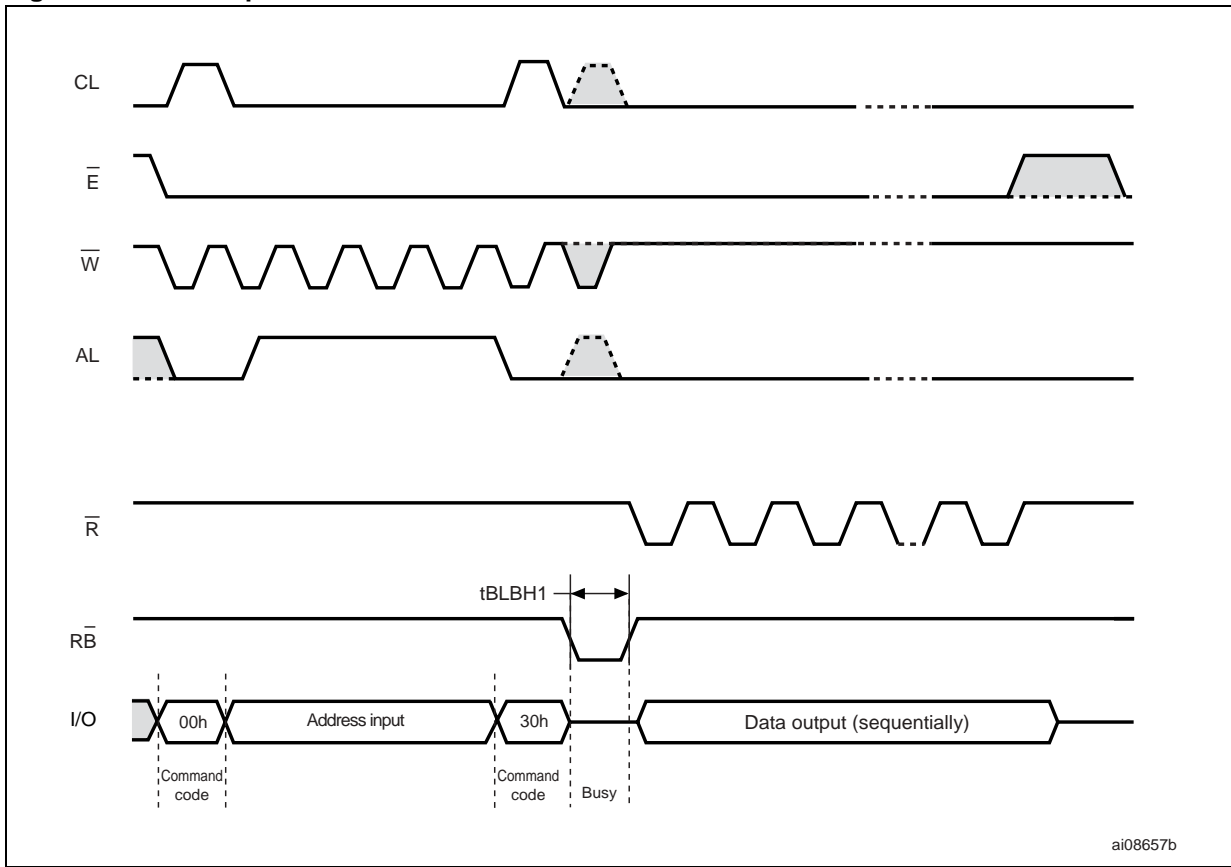 CL
E
W
AL
R
tBLBH1
RB
I/O
00h
Address input
30h
Data output (sequentially)
Command
code
Command
code
Busy
ai08657b